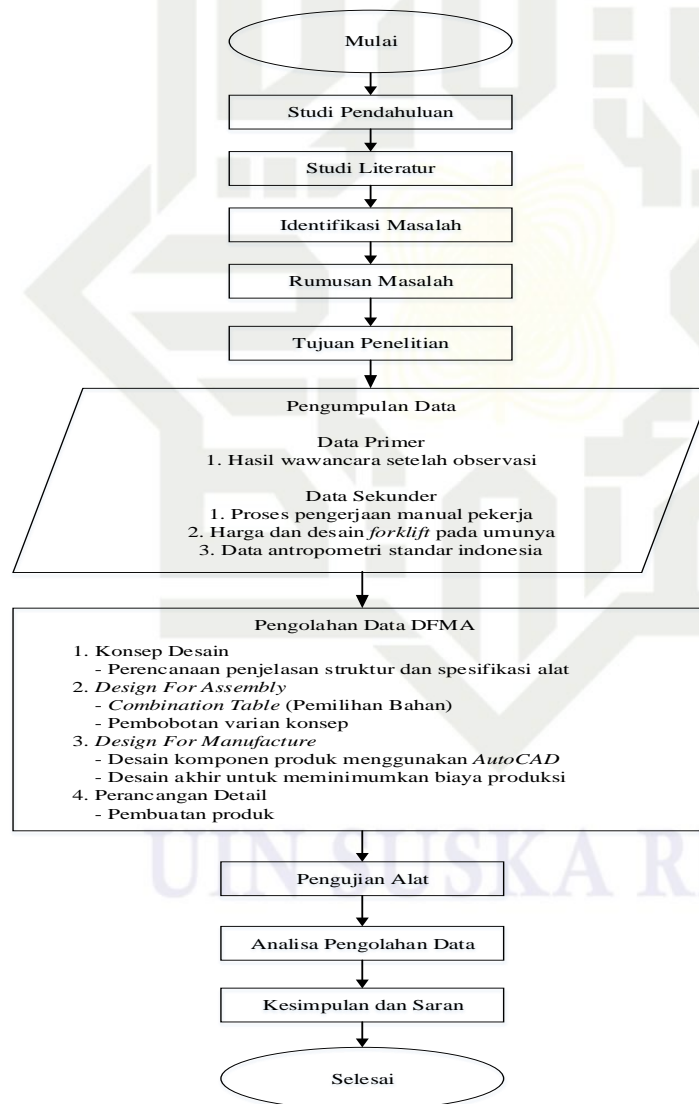 Mulai
Studi Pendahuluan
Studi Literatur
Identifikasi Masalah
Rumusan Masalah
Tujuan Penelitian
Pengumpulan Data
Data Primer
1. Hasil wawancara setelah observasi
Data Sekunder
1. Proses pengerjaan manual pekerja
2. Harga dan desain forklift pada umunya
3. Data antropometri standar indonesia
Pengolahan Data DFMA
1. Konsep Desain
- Perencanaan penjelasan struktur dan spesifikasi alat
2. Design For Assembly
- Combination Table (Pemilihan Bahan)
- Pembobotan varian konsep
3. Design For Manufacture
- Desain komponen produk menggunakan AutoCAD
- Desain akhir untuk meminimumkan biaya produksi
4. Perancangan Detail
- Pembuatan produk
UIN SUSKA R
Pengujian Alat
Analisa Pengolahan Data
Kesimpulan dan Saran
Selesai